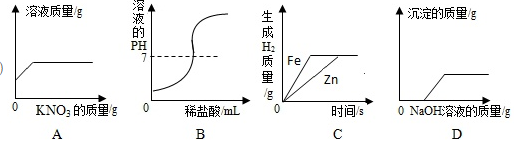 溶液质量/g
0
KNO₃的质量/g
A
溶液的PH
7
0
稀盐酸/mL
B
生成H₂质量/g
Fe
Zn
0
时间/s
C
沉淀的质量/g
0
NaOH溶液的质量/g
D
)